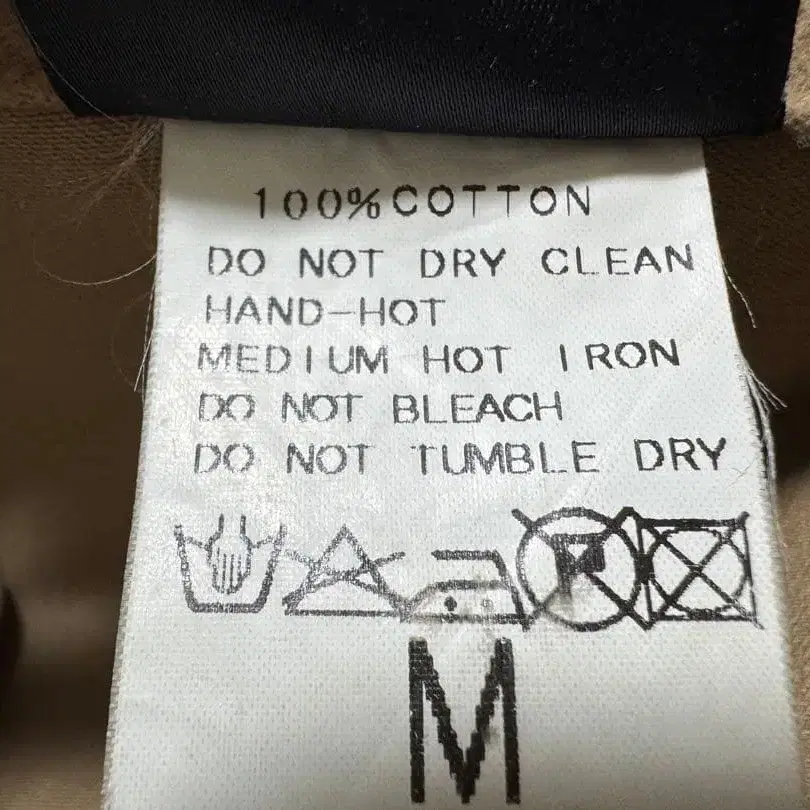 100% COTTON
DO NOT DRY CLEAN
HAND-HOT
MEDIUM HOT IRON
DO NOT BLEACH
DO NOT TUMBLE DRY
P
M